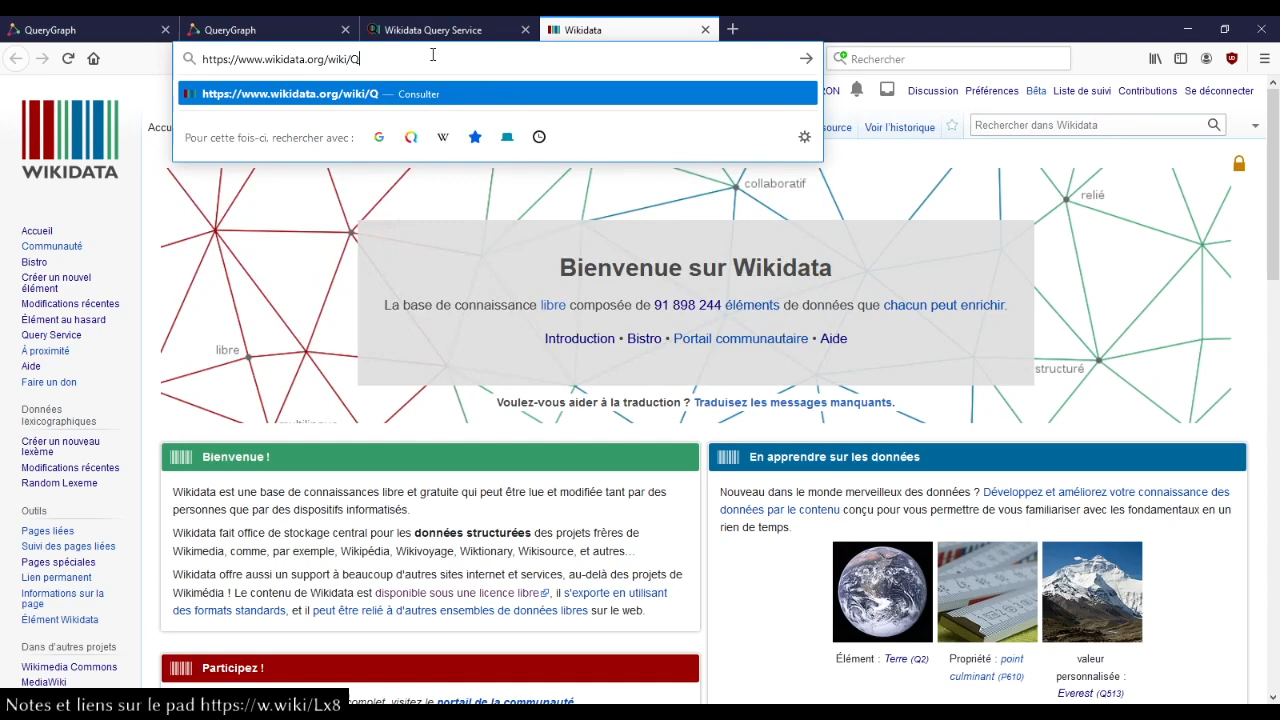 QueryGraph
QueryGraph
Wikidata Query Service
Wikidata
https://www.wikidata.org/wiki/Q
Rechercher
https://www.wikidata.org/wiki/Q — Consulter
Pour cette fois-ci, rechercher avec :
RON
Discussion Préférences Bêta Liste de suivi Contributions Se déconnecter
Accu
source Voir l'historique
Rechercher dans Wikidata
WIKIDATA
collaboratif
relié
libre
structuré
Bienvenue sur Wikidata
La base de connaissance libre composée de 91 898 244 éléments de données que chacun peut enrichir.
Introduction • Bistro • Portail communautaire • Aide
Voulez-vous aider à la traduction ? Traduisez les messages manquants.
Accueil
Communauté
Bistro
Créer un nouvel
élément
Modifications récentes
Élément au hasard
Query Service
À proximité
Aide
Faire un don
Données
lexicographiques
Créer un nouveau
lexème
Modifications récentes
Random Lexeme
Outils
Pages liées
Suivi des pages liées
Pages spéciales
Lien permanent
Informations sur la
page
Élément Wikidata
Dans d'autres projets
Wikimedia Commons
MediaWiki
Bienvenue !
Wikidata est une base de connaissances libre et gratuite qui peut être lue et modifiée tant par des
personnes que par des dispositifs informatisés.
Wikidata fait office de stockage central pour les données structurées des projets frères de
Wikimedia, comme, par exemple, Wikipédia, Wikivoyage, Wiktionary, Wikisource, et autres…
Wikidata offre aussi un support à beaucoup d'autres sites internet et services, au-delà des projets de
Wikimédia ! Le contenu de Wikidata est disponible sous une licence libre, il s'exporte en utilisant
des formats standards, et il peut être relié à d'autres ensembles de données libres sur le web.
Participez !
complet, visitez le portail de la communauté
En apprendre sur les données
Nouveau dans le monde merveilleux des données ? Développez et améliorez votre connaissance des
données par le contenu conçu pour vous permettre de vous familiariser avec les fondamentaux en un
rien de temps.
Élément : Terre (Q2)
Propriété : point
culminant (P610)
valeur
personnalisée :
Everest (Q513)
Notes et liens sur le pad https://w.wiki/Lx8